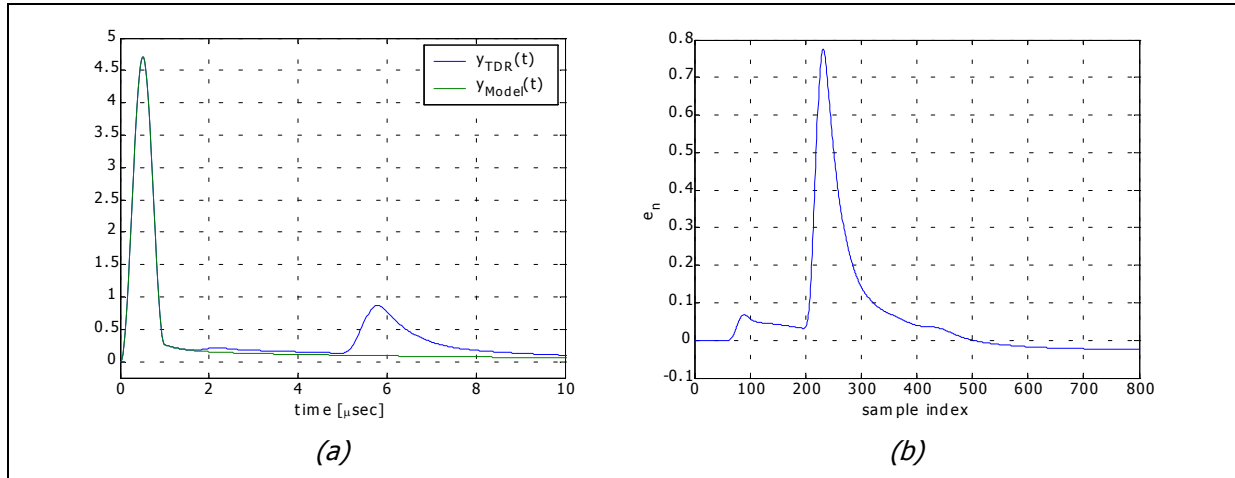 5
4.5
4
3.5
3
2.5
2
1.5
1
0.5
0
0 2 4 6 8 10
time [μsec]
y_TDR(t)
y_Model(t)
(a)
0.8
0.7
0.6
0.5
0.4
0.3
0.2
0.1
0
-0.1
e_n
0 100 200 300 400 500 600 700 800
sample index
(b)